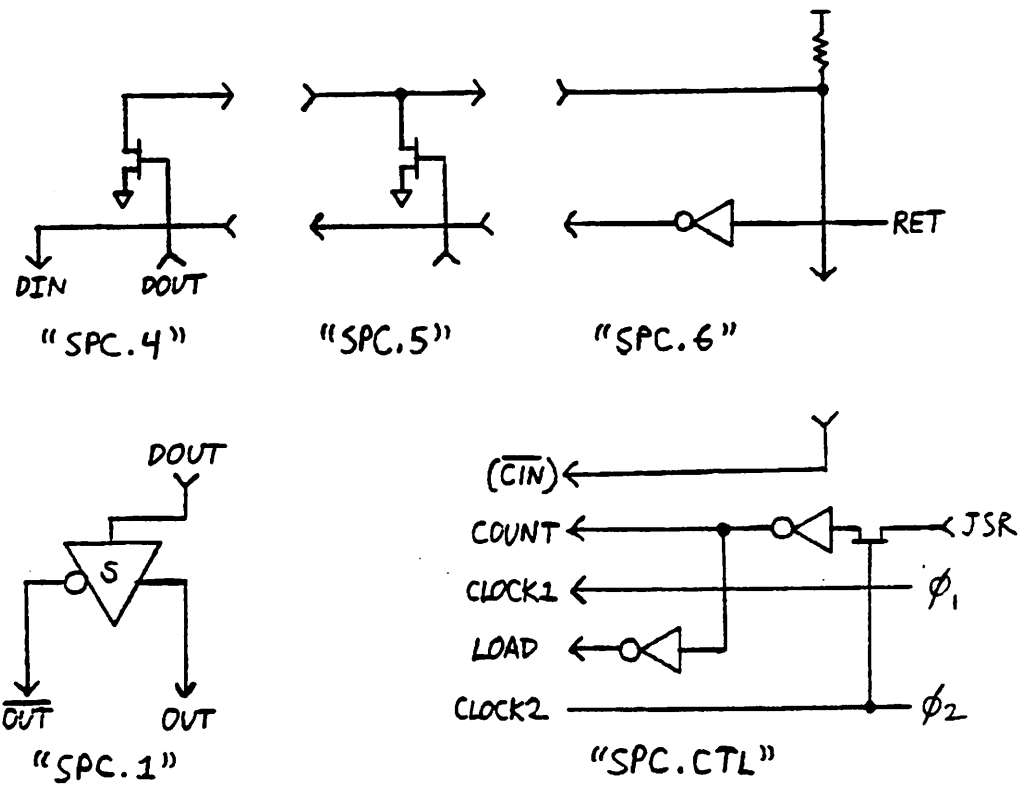 RET
DIN
DOUT
"SPC.4"
"SPC.5"
"SPC.6"
DOUT
S
OUT
OUT
"SPC.1"
(CIN)
COUNT
JSR
CLOCK1
ϕ1
LOAD
CLOCK2
ϕ2
"SPC.CTL"